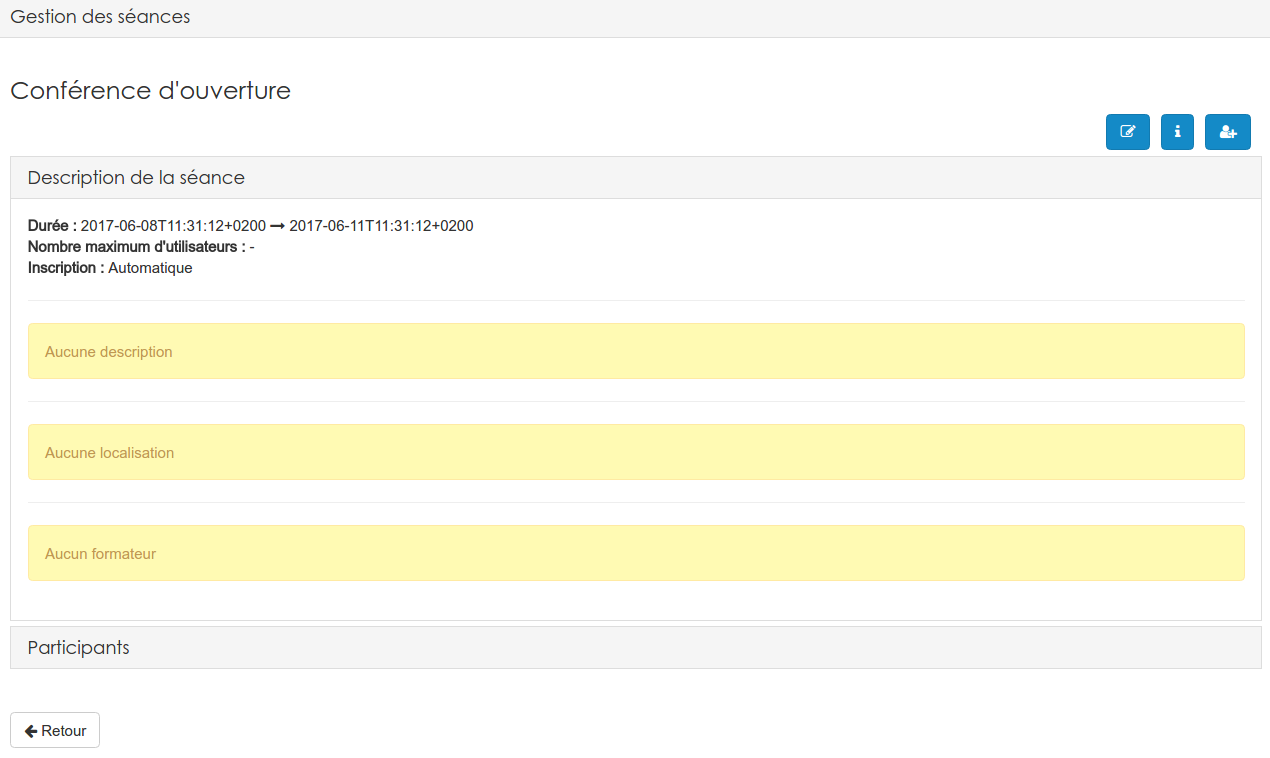 Gestion des séances
Conférence d'ouverture
Description de la séance
Durée : 2017-06-08T11:31:12+0200 → 2017-06-11T11:31:12+0200
Nombre maximum d'utilisateurs : -
Inscription : Automatique
Aucune description
Aucune localisation
Aucun formateur
Participants
Retour